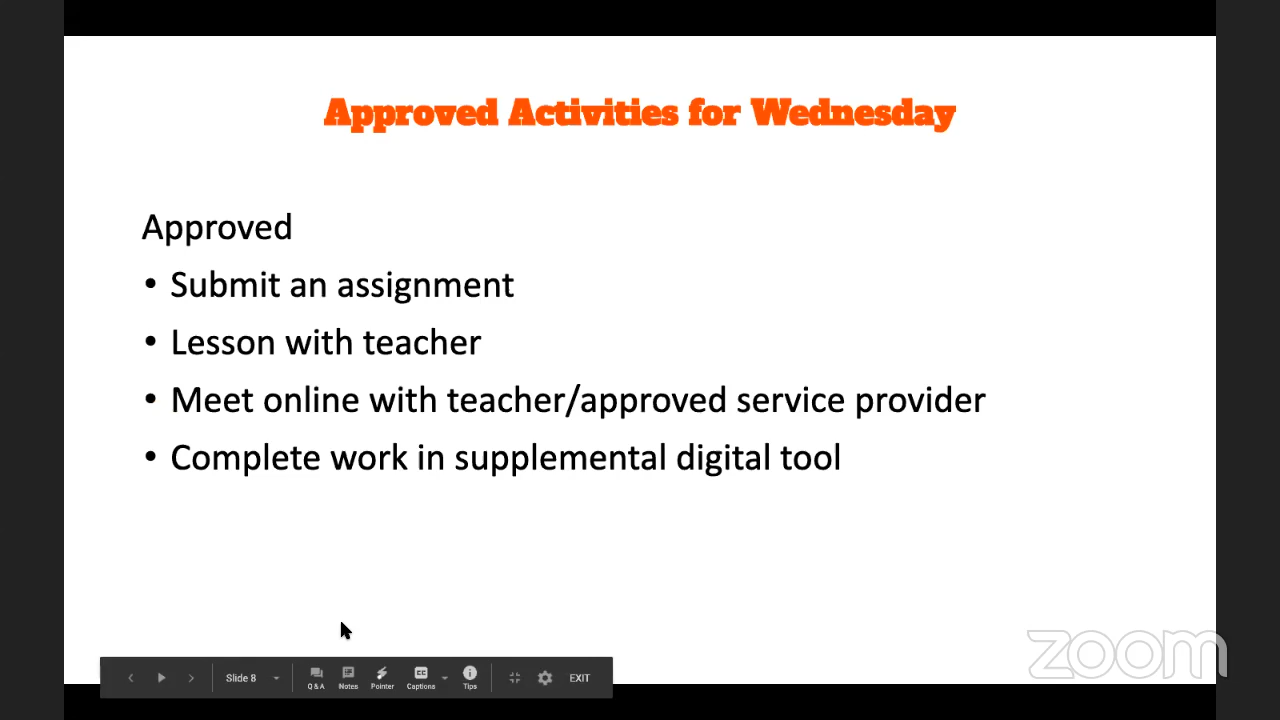 Approved Activities for Wednesday
Approved
• Submit an assignment
• Lesson with teacher
• Meet online with teacher/approved service provider
• Complete work in supplemental digital tool
zoom
Slide 8
Q&A
Notes
Pointer
CC
Captions
Tips
EXIT